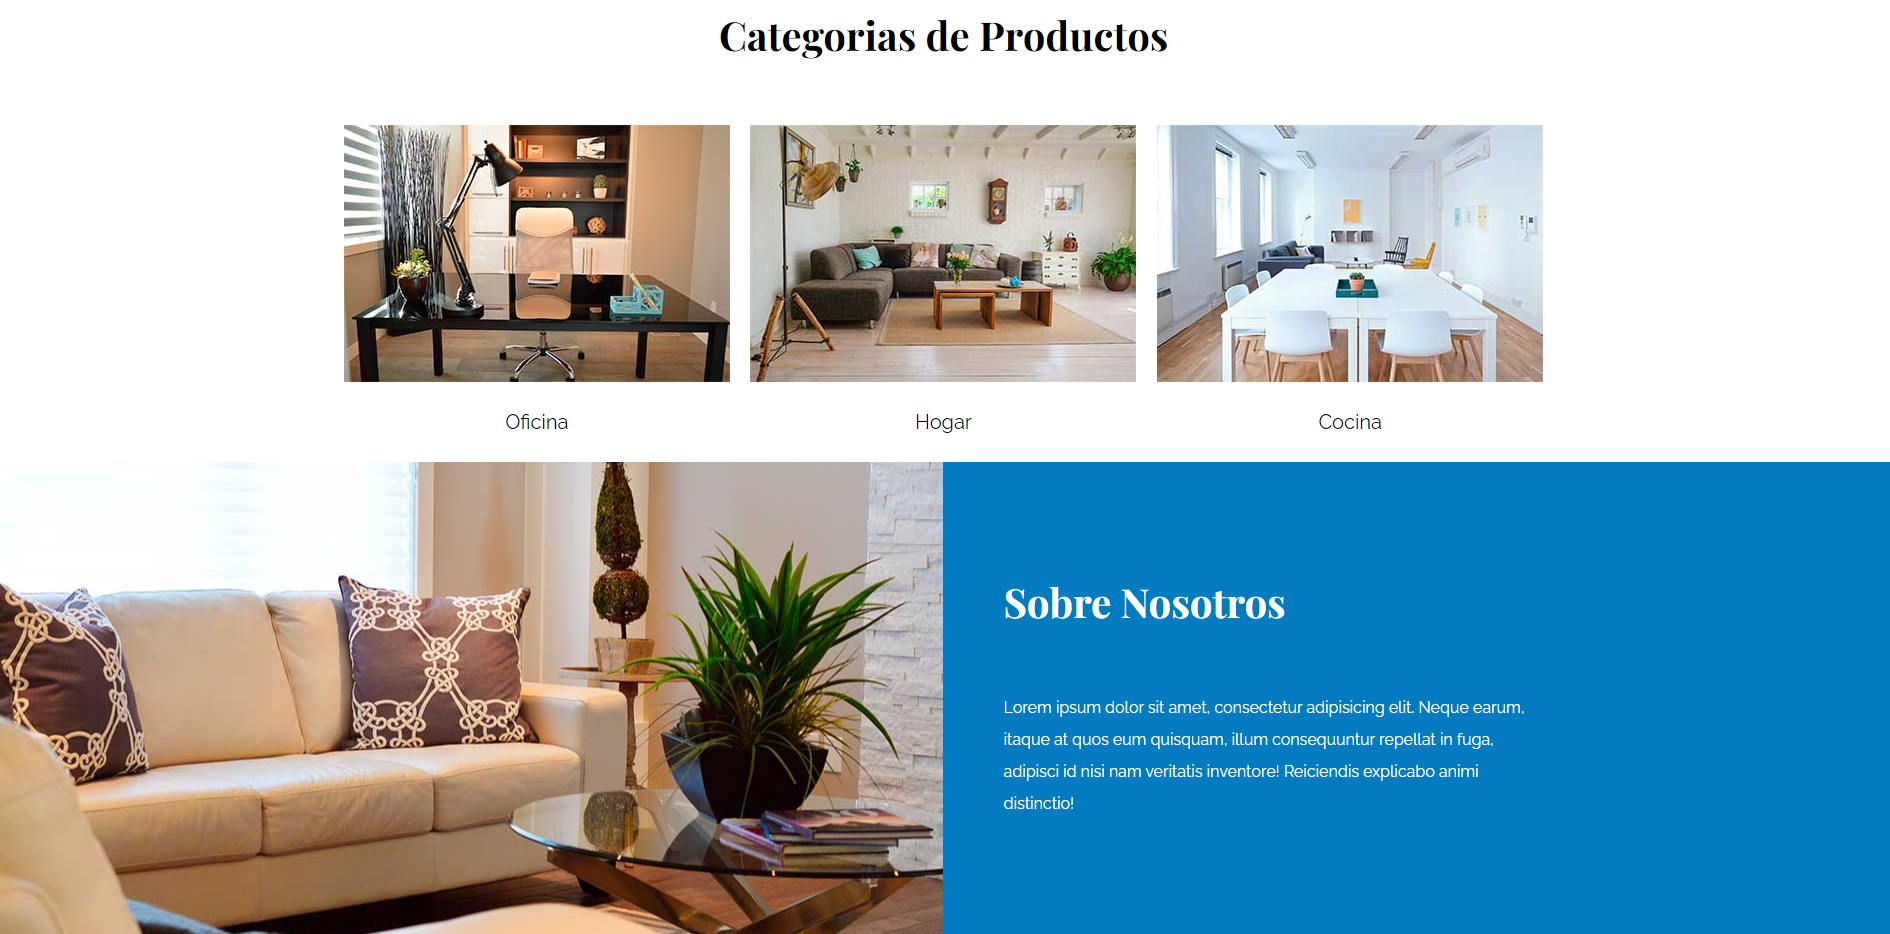 Categorias de Productos
Oficina
Hogar
Cocina
Sobre Nosotros
Lorem ipsum dolor sit amet, consectetur adipisicing elit. Neque earum,
itaque at quos eum quisquam, illum consequuntur repellat in fuga,
adipisci id nisi nam veritatis inventore! Reiciendis explicabo animi
distinctio!